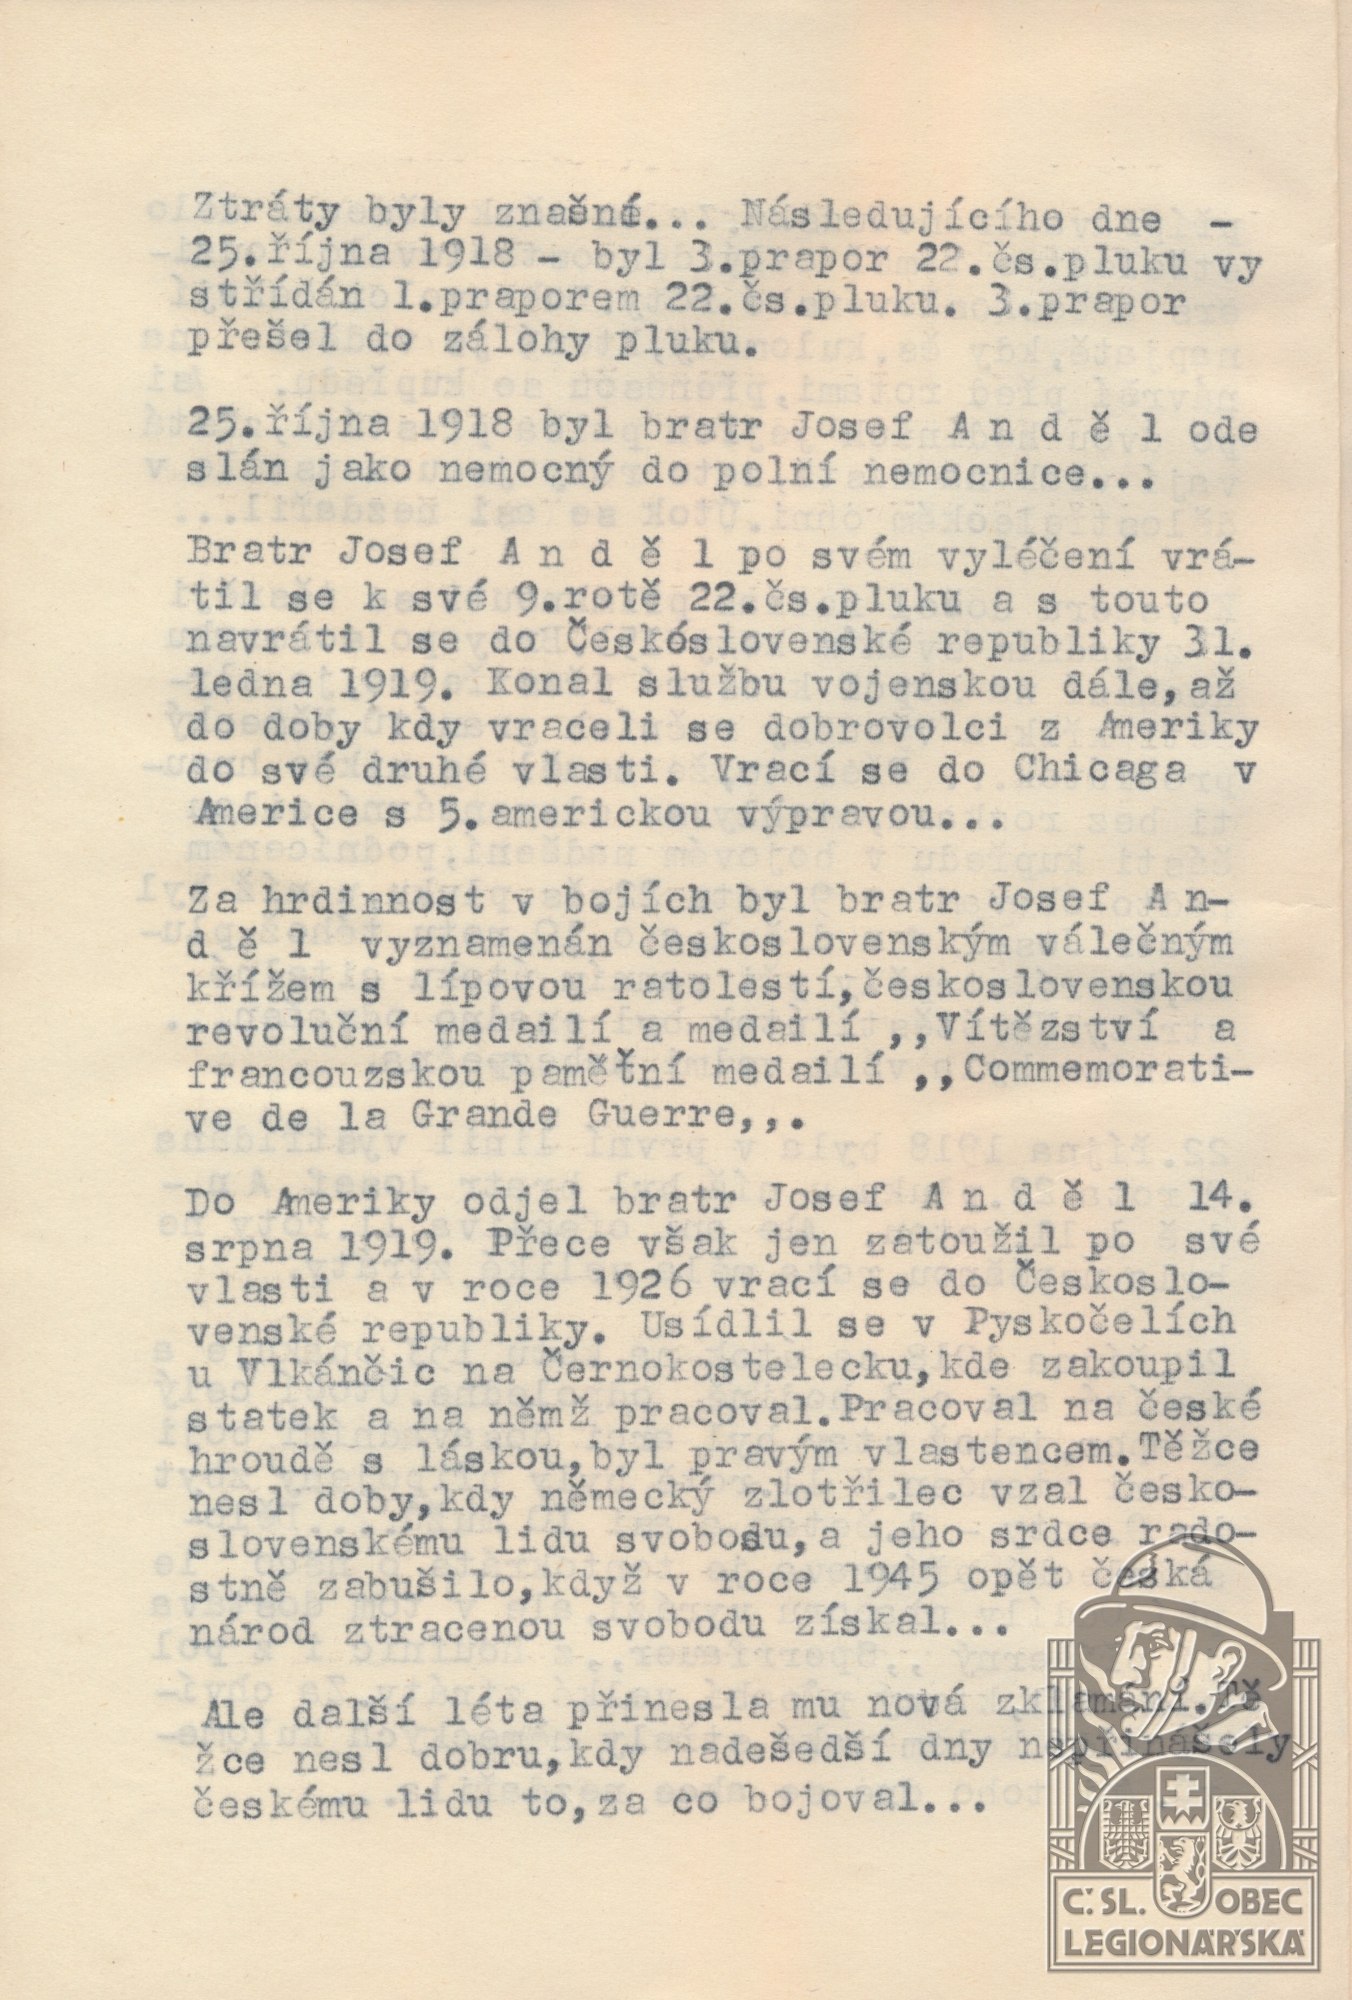 Ztráty byly značné... Následujícího dne -
25.října 1918 - byl 3.prapor 22.čs.pluku vy
střídán 1.praporem 22.čs.pluku. 3.prapor
přešel do zálohy pluku.
25.října 1918 byl bratr Josef A n d ě l ode
slán jako nemocný do polní nemocnice...
Bratr Josef A n d ě l po svém vyléčení vrá-
til se k své 9.rotě 22.čs.pluku a s touto
navrátil se do Československé republiky 31.
ledna 1919. Konal službu vojenskou dále,až
do doby kdy vraceli se dobrovolci z Ameriky
do své druhé vlasti. Vrací se do Chicaga v
Americe s 5.americkou výpravou...
Za hrdinnost v bojích byl bratr Josef A n-
d ě l vyznamenán československým válečným
křížem s lípovou ratolestí,československou
revoluční medailí a medailí ,,Vítězství a
francouzskou pamětní medailí ,,Commemorati-
ve de la Grande Guerre,,.
Do Ameriky odjel bratr Josef A n d ě l 14.
srpna 1919. Přece však jen zatoužil po své
vlasti a v roce 1926 vrací se do Českoslo-
venské republiky. Usídlil se v Pyskočelích
u Vlkánčic na Černokostelecku,kde zakoupil
statek a na němž pracoval.Pracoval na české
hroudě s láskou,byl pravým vlastencem.Těžce
nesl doby,kdy německý zlotřilec vzal česko-
slovenskému lidu svobodu,a jeho srdce rado-
stně zabušilo,když v roce 1945 opět česká
národ ztracenou svobodu získal...
Ale další léta přinesla mu nová zklamání.Tě
žce nesl dobru,kdy nadešedší dny nepřinášely
českému lidu to,za co bojoval...
Č.SL. OBEC
LEGIONÁŘSKÁ